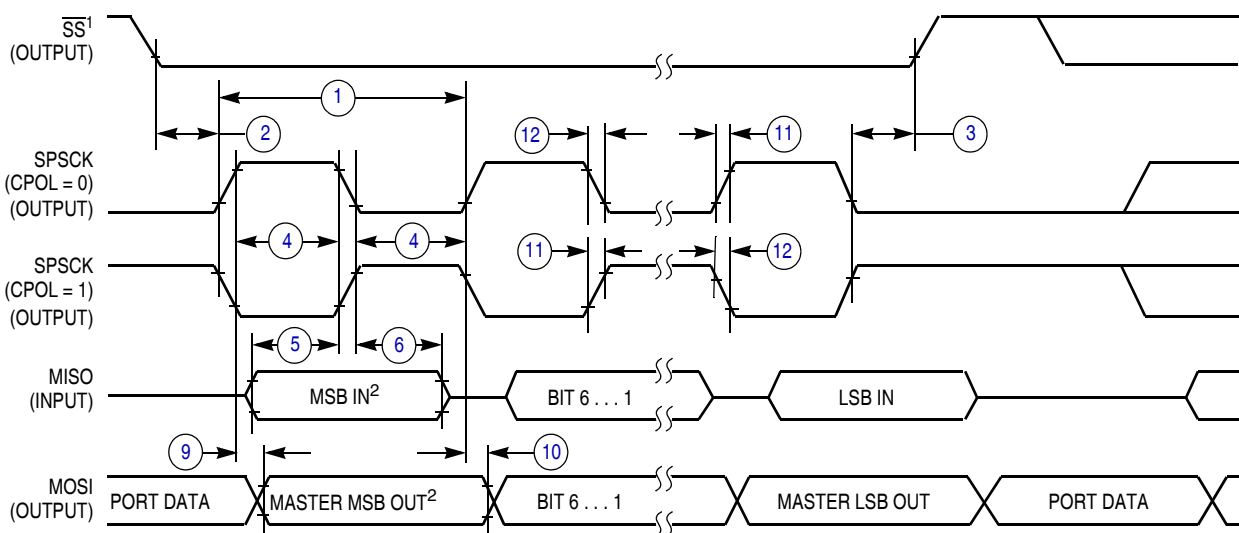 SS¹
(OUTPUT)
1
2
12
11
3
SPSCK
(CPOL = 0)
(OUTPUT)
4
4
11
12
SPSCK
(CPOL = 1)
(OUTPUT)
5
6
MISO
(INPUT)
MSB IN²
BIT 6 . . . 1
LSB IN
9
10
MOSI
(OUTPUT)
PORT DATA
MASTER MSB OUT²
BIT 6 . . . 1
MASTER LSB OUT
PORT DATA